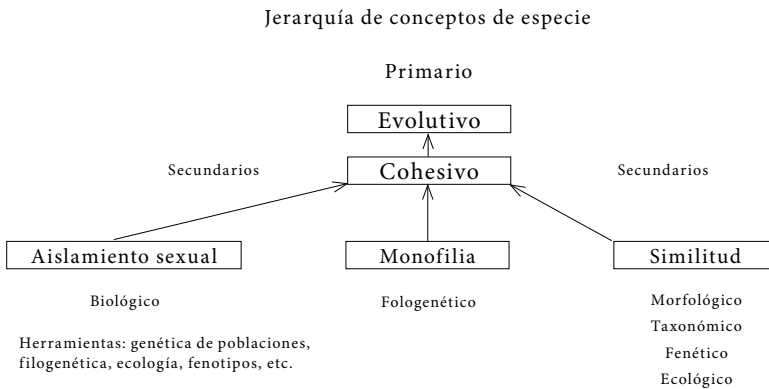 Jerarquía de conceptos de especie
Primario
Evolutivo
Secundarios
Cohesivo
Secundarios
Aislamiento sexual
Monofilia
Similitud
Biológico
Fologenético
Morfológico
Taxonómico
Fenético
Ecológico
Herramientas: genética de poblaciones,
filogenética, ecología, fenotipos, etc.